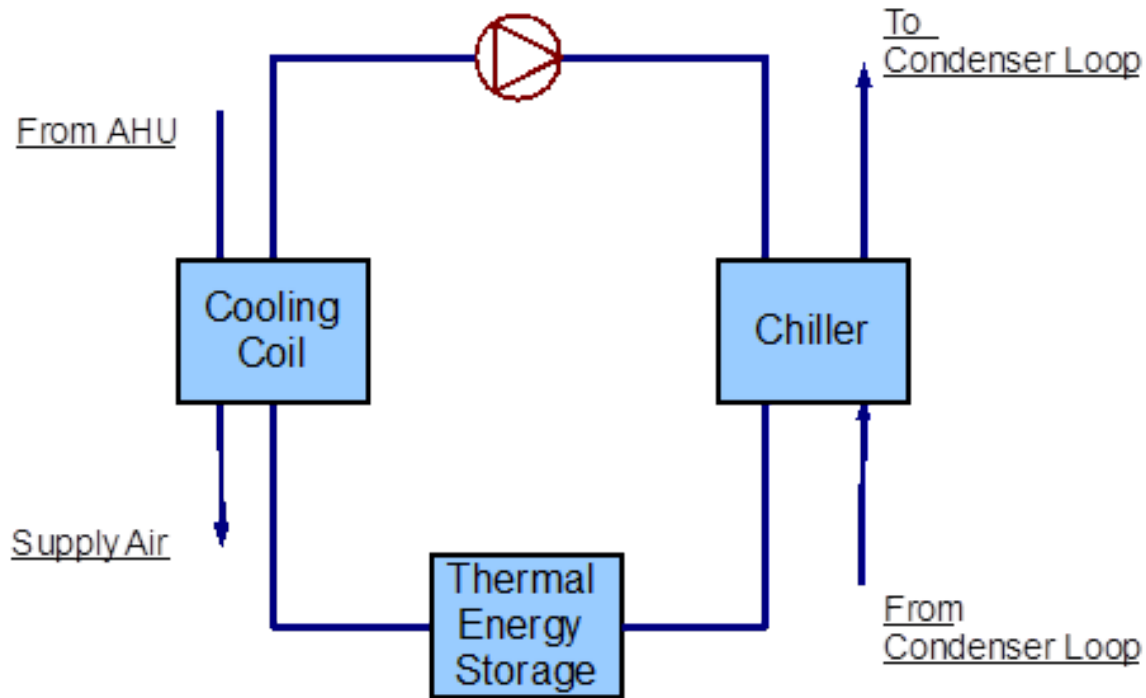 To
Condenser Loop
From AHU
Cooling
Coil
Chiller
Supply Air
Thermal
Energy
Storage
From
Condenser Loop